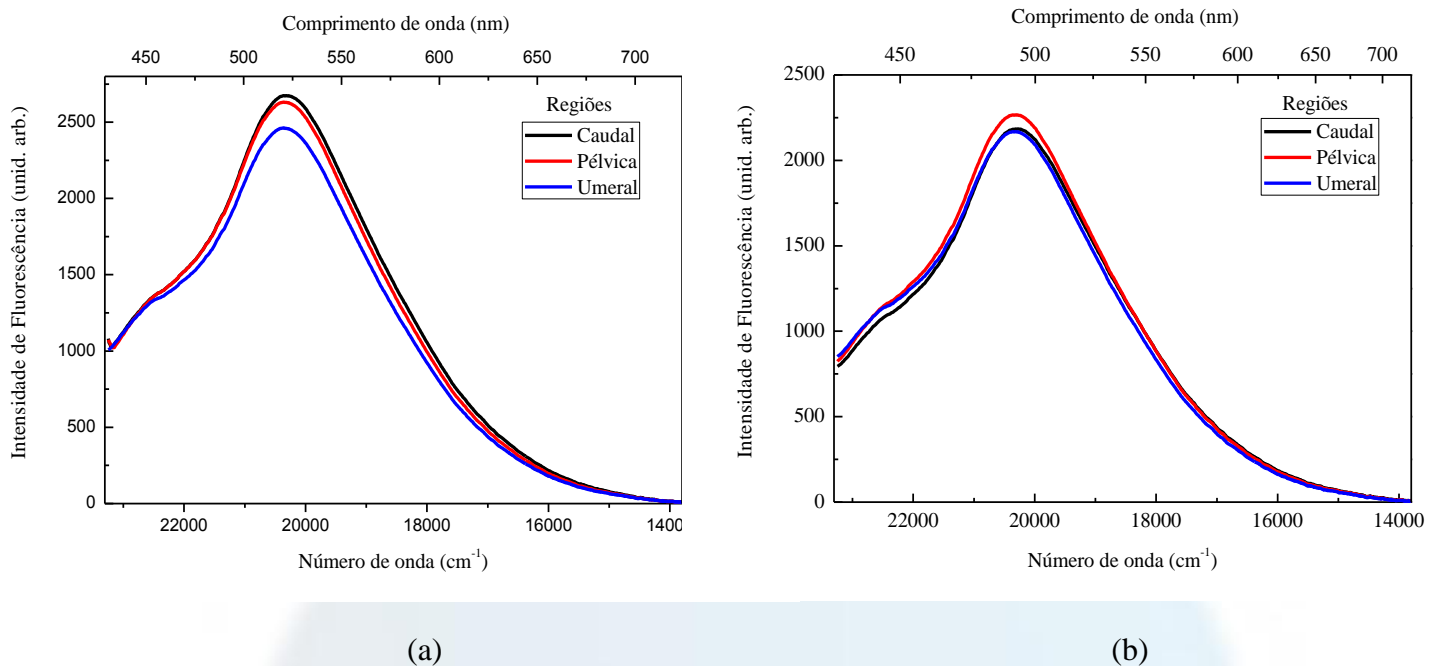 Comprimento de onda (nm)
450 500 550 600 650 700
2500
2000
1500
1000
500
0
Intensidade de Fluorescência (unid. arb.)
Regiões
Caudal
Pélvica
Umeral
22000 20000 18000 16000 14000
Número de onda (cm⁻¹)
(a)
Comprimento de onda (nm)
450 500 550 600 650 700
2500
2000
1500
1000
500
0
Intensidade de Fluorescência (unid. arb.)
Regiões
Caudal
Pélvica
Umeral
22000 20000 18000 16000 14000
Número de onda (cm⁻¹)
(b)